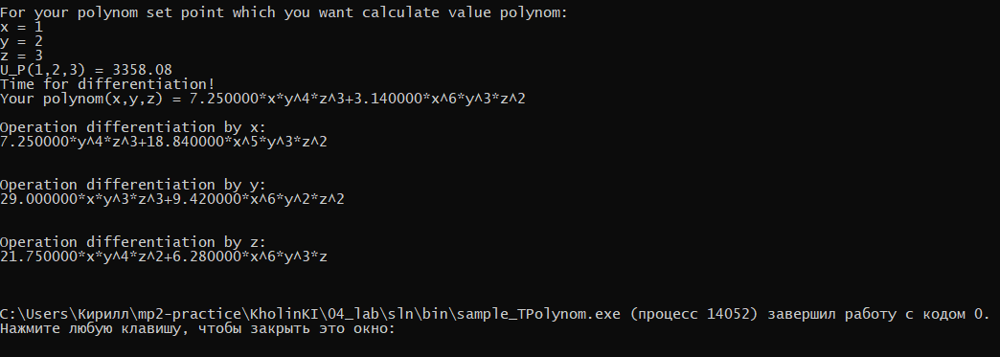 For your polynom set point which you want calculate value polynom:
x = 1
y = 2
z = 3
U_P(1,2,3) = 3358.08
Time for differentiation!
Your polynom(x,y,z) = 7.250000*x*y^4*z^3+3.140000*x^6*y^3*z^2
Operation differentiation by x:
7.250000*y^4*z^3+18.840000*x^5*y^3*z^2
Operation differentiation by y:
29.000000*x*y^3*z^3+9.420000*x^6*y^2*z^2
Operation differentiation by z:
21.750000*x*y^4*z^2+6.280000*x^6*y^3*z
C:\Users\Кирилл\mp2-practice\KholinKI\04_lab\sln\bin\sample_TPolynom.exe (процесс 14052) завершил работу с кодом 0.
Нажмите любую клавишу, чтобы закрыть это окно: